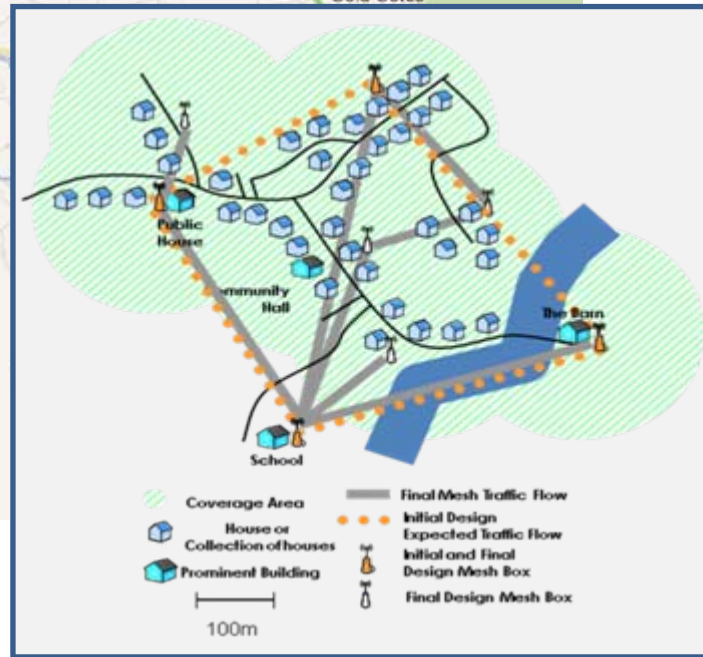 Public
House
mmunity
Hall
The Barn
School
Coverage Area
House or
Collection of houses
Prominent Building
100m
Final Mesh Traffic Flow
Initial Design
Expected Traffic Flow
Initial and Final
Design Mesh Box
Final Design Mesh Box